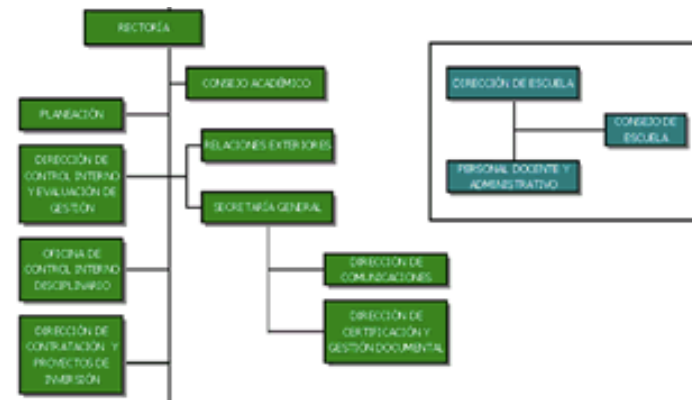 RECTORÍA
CONSEJO ACADÉMICO
PLANEACIÓN
RELACIONES EXTERIORES
DIRECCIÓN DE
CONTROL INTERNO
Y EVALUACIÓN DE
GESTIÓN
SECRETARÍA GENERAL
OFICINA DE
CONTROL INTERNO
DISCIPLINARIO
DIRECCIÓN DE
COMUNICACIONES
DIRECCIÓN DE
CERTIFICACIÓN Y
GESTIÓN DOCUMENTAL
DIRECCIÓN DE
CONTRATACIÓN Y
PROYECTOS DE
INVERSIÓN
DIRECCIÓN DE ESCUELA
CONSEJO DE
ESCUELA
PERSONAL DOCENTE Y
ADMINISTRATIVO